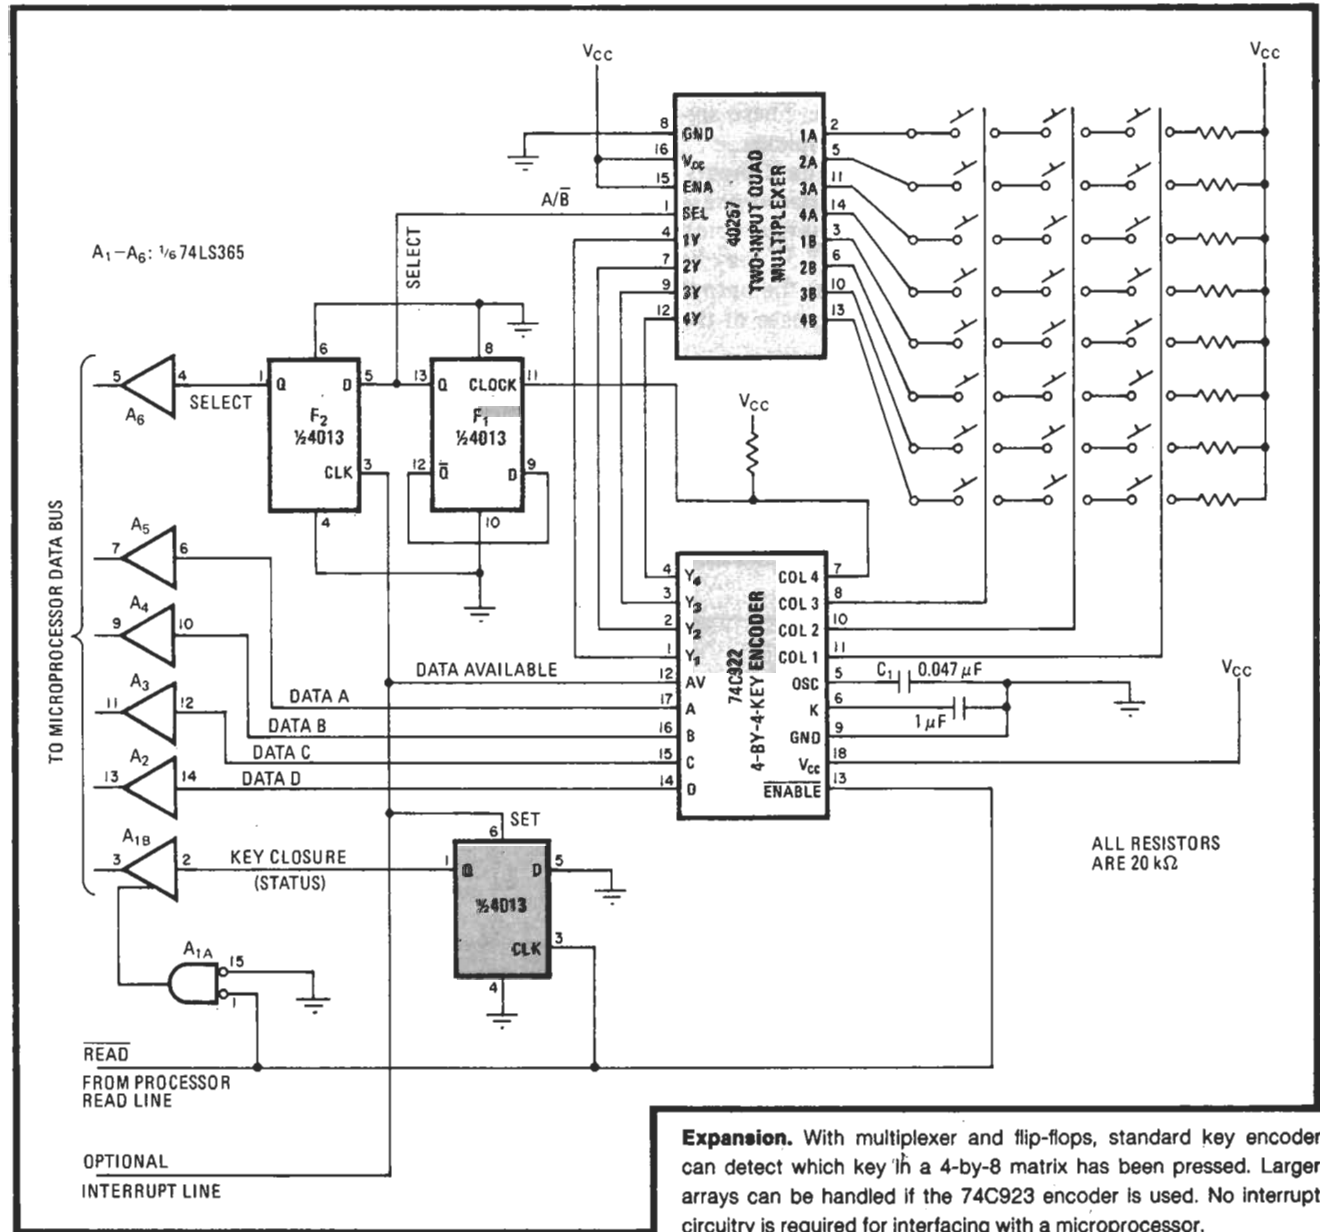 VCC
VCC
8 GND 1A 2
16 VCC 2A 5
15 ENA 3A 11
A/B̅ 1 SEL 4A 14
4 1Y 1B 3
7 2Y 2B 6
9 3Y 3B 10
12 4Y 4B 13
40257
TWO-INPUT QUAD
MULTIPLEXER
SELECT
A1–A6: 1/6 74LS365
6
8
5 4 1 Q D 5 13 Q CLOCK 11
A6 SELECT
F2
½4013
F1
½4013
CLK 3 12 Q̅ D 9
4
10
VCC
TO MICROPROCESSOR DATA BUS
A5
7 6
A4
9 10
A3
11 12
A2
13 14
A1B
3 2
4 Y4 COL 4 7
3 Y3 COL 3 8
2 Y2 COL 2 10
1 Y1 COL 1 11
DATA AVAILABLE 12 AV OSC 5 C1 0.047 μF
DATA A 17 A K 6
1 μF
DATA B 16 B GND 9
DATA C 15 C VCC 18
DATA D 14 D E̅N̅A̅B̅L̅E̅ 13
74C922
4-BY-4-KEY ENCODER
VCC
6 SET
KEY CLOSURE
(STATUS)
1 Q D 5
½4013
CLK 3
4
ALL RESISTORS
ARE 20 kΩ
A1A
15
1
R̅E̅A̅D̅
FROM PROCESSOR
READ LINE
OPTIONAL
INTERRUPT LINE
Expansion. With multiplexer and flip-flops, standard key encoder
can detect which key in a 4-by-8 matrix has been pressed. Larger
arrays can be handled if the 74C923 encoder is used. No interrupt
circuitry is required for interfacing with a microprocessor.